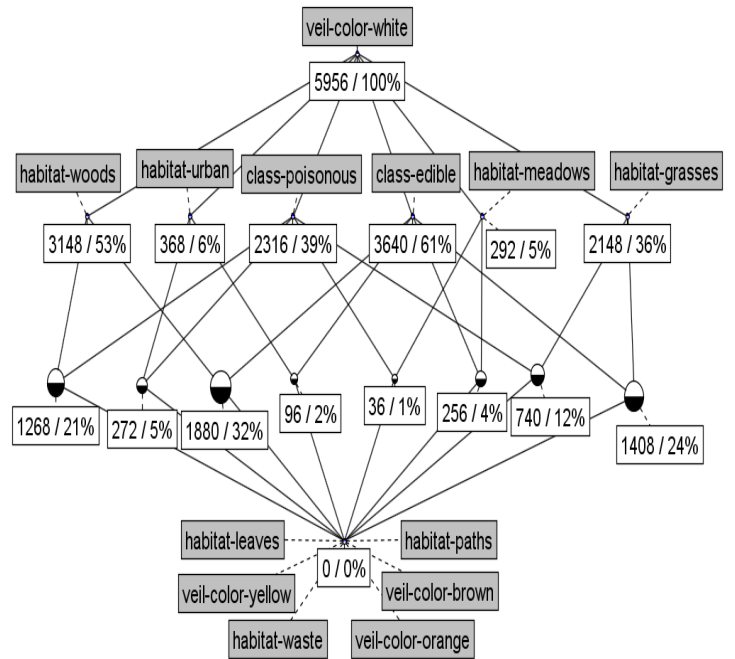 veil-color-white
5956 / 100%
habitat-woods
habitat-urban
class-poisonous
class-edible
habitat-meadows
habitat-grasses
3148 / 53%
368 / 6%
2316 / 39%
3640 / 61%
292 / 5%
2148 / 36%
1268 / 21%
272 / 5%
1880 / 32%
96 / 2%
36 / 1%
256 / 4%
740 / 12%
1408 / 24%
habitat-leaves
habitat-paths
0 / 0%
veil-color-yellow
veil-color-brown
habitat-waste
veil-color-orange